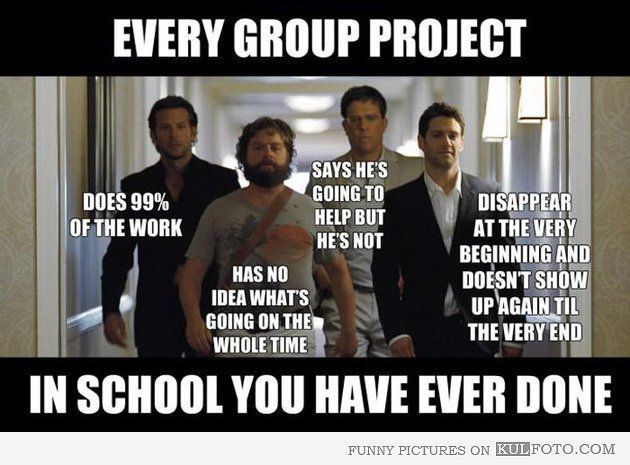 EVERY GROUP PROJECT
DOES 99%
OF THE WORK
HAS NO
IDEA WHAT'S
GOING ON THE
WHOLE TIME
SAYS HE'S
GOING TO
HELP BUT
HE'S NOT
DISAPPEAR
AT THE VERY
BEGINNING AND
DOESN'T SHOW
UP AGAIN TIL
THE VERY END
IN SCHOOL YOU HAVE EVER DONE
FUNNY PICTURES ON KULFOTO.COM